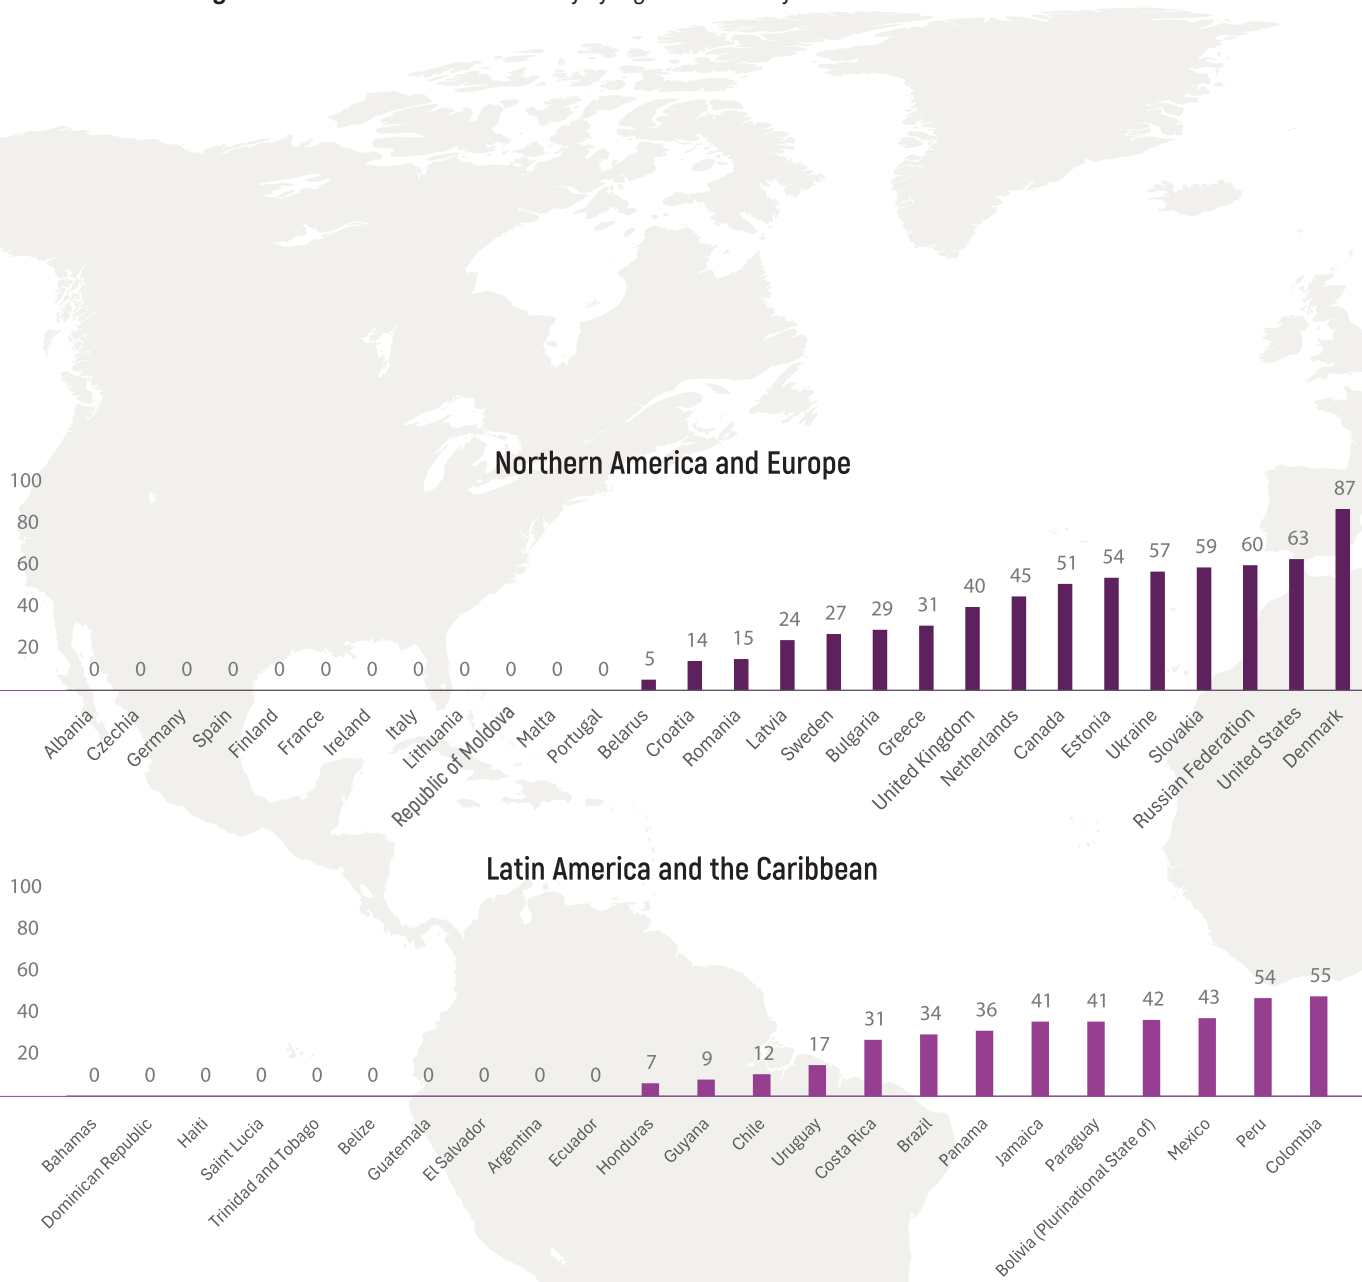 Northern America and Europe
100
80
60
40
20
0 0 0 0 0 0 0 0 0 0 0 0 5 14 15 24 27 29 31 40 45 51 54 57 59 60 63 87
Albania Czechia Germany Spain Finland France Ireland Italy Lithuania Republic of Moldova Malta Portugal Belarus Croatia Romania Latvia Sweden Bulgaria Greece United Kingdom Netherlands Canada Estonia Ukraine Slovakia Russian Federation United States Denmark
Latin America and the Caribbean
100
80
60
40
20
0 0 0 0 0 0 0 0 0 0 7 9 12 17 31 34 36 41 41 42 43 54 55
Bahamas Dominican Republic Haiti Saint Lucia Trinidad and Tobago Belize Guatemala El Salvador Argentina Ecuador Honduras Guyana Chile Uruguay Costa Rica Brazil Panama Jamaica Paraguay Bolivia (Plurinational State of) Mexico Peru Colombia